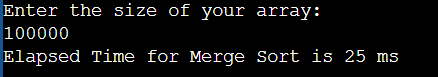 Enter the size of your array:
100000
Elapsed Time for Merge Sort is 25 ms